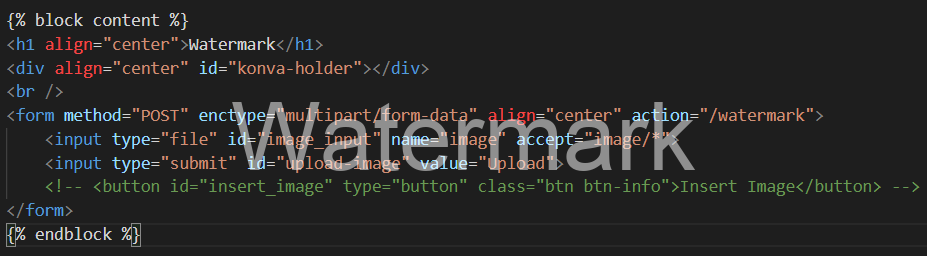 {% block content %}
<h1 align="center">Watermark</h1>
<div align="center" id="konva-holder"></div>
<br />
<form method="POST" enctype="multipart/form-data" align="center" action="/watermark">
<input type="file" id="image_input" name="image" accept="image/*">
<input type="submit" id="upload-image" value="Upload">
<!-- <button id="insert_image" type="button" class="btn btn-info">Insert Image</button> -->
</form>
{% endblock %}
Watermark